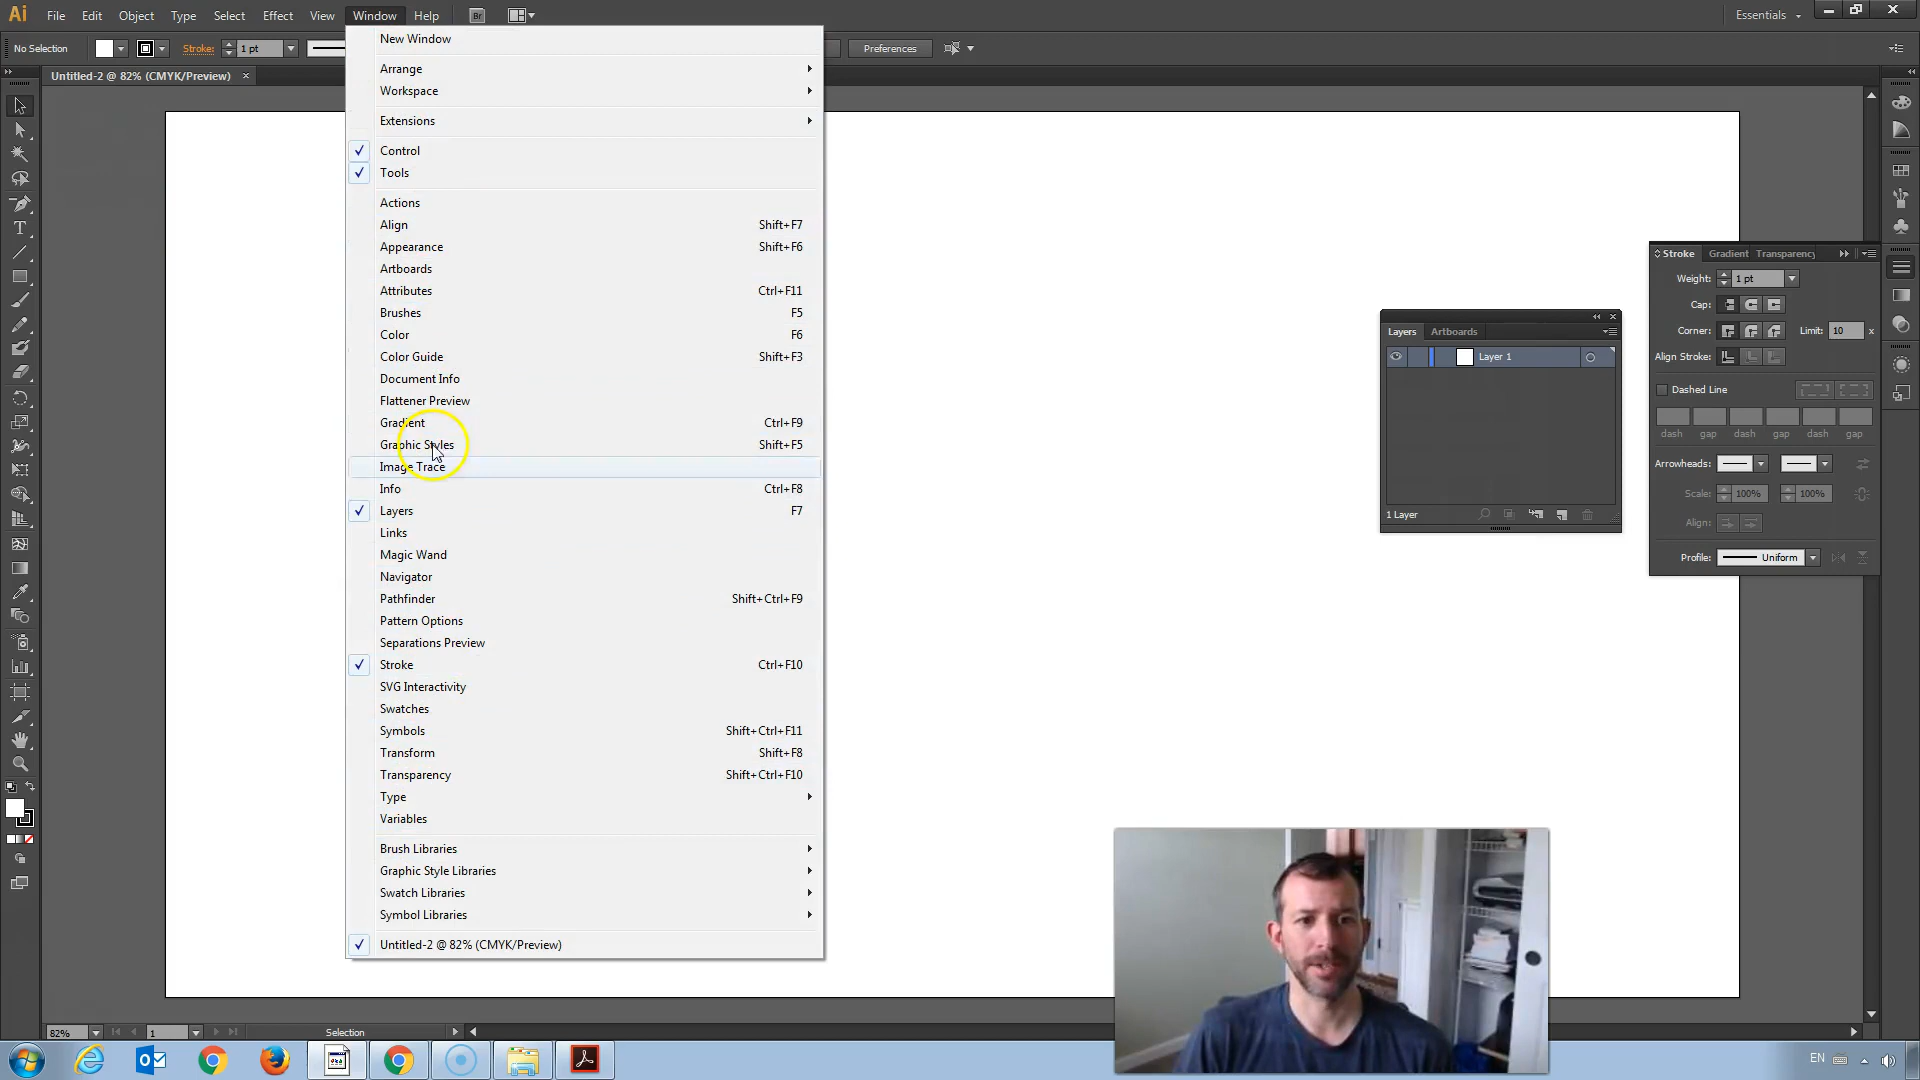 Ai File Edit Object Type Select Effect View Window Help Br Essentials
No Selection Stroke: 1 pt Preferences
Untitled-2 @ 82% (CMYK/Preview) ×
New Window
Arrange
Workspace
Extensions
Control
Tools
Actions
Align Shift+F7
Appearance Shift+F6
Artboards
Attributes Ctrl+F11
Brushes F5
Color F6
Color Guide Shift+F3
Document Info
Flattener Preview
Gradient Ctrl+F9
Graphic Styles Shift+F5
Image Trace
Info Ctrl+F8
Layers F7
Links
Magic Wand
Navigator
Pathfinder Shift+Ctrl+F9
Pattern Options
Separations Preview
Stroke Ctrl+F10
SVG Interactivity
Swatches
Symbols Shift+Ctrl+F11
Transform Shift+F8
Transparency Shift+Ctrl+F10
Type
Variables
Brush Libraries
Graphic Style Libraries
Swatch Libraries
Symbol Libraries
Untitled-2 @ 82% (CMYK/Preview)
Layers Artboards
Layer 1
1 Layer
Stroke Gradient Transparency
Weight: 1 pt
Cap:
Corner: Limit: 10 x
Align Stroke:
Dashed Line
dash gap dash gap dash gap
Arrowheads:
Scale: 100% 100%
Align:
Profile: Uniform
82% 1 Selection
EN